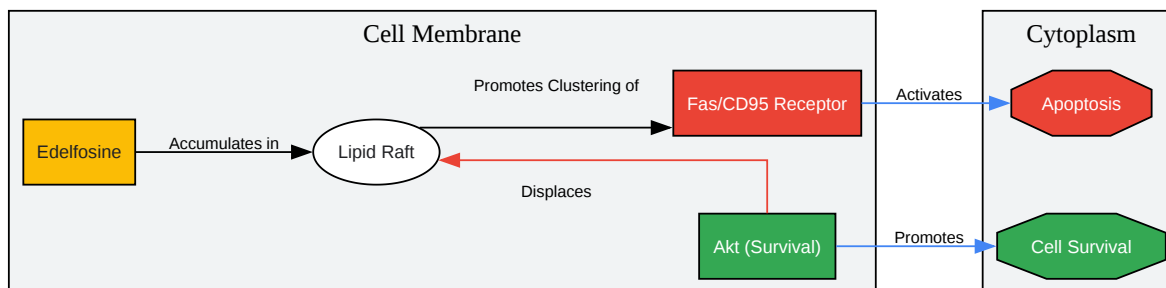 Cell Membrane
Cytoplasm
Promotes Clustering of
Fas/CD95 Receptor
Activates
Apoptosis
Edelfosine
Accumulates in
Lipid Raft
Displaces
Akt (Survival)
Promotes
Cell Survival